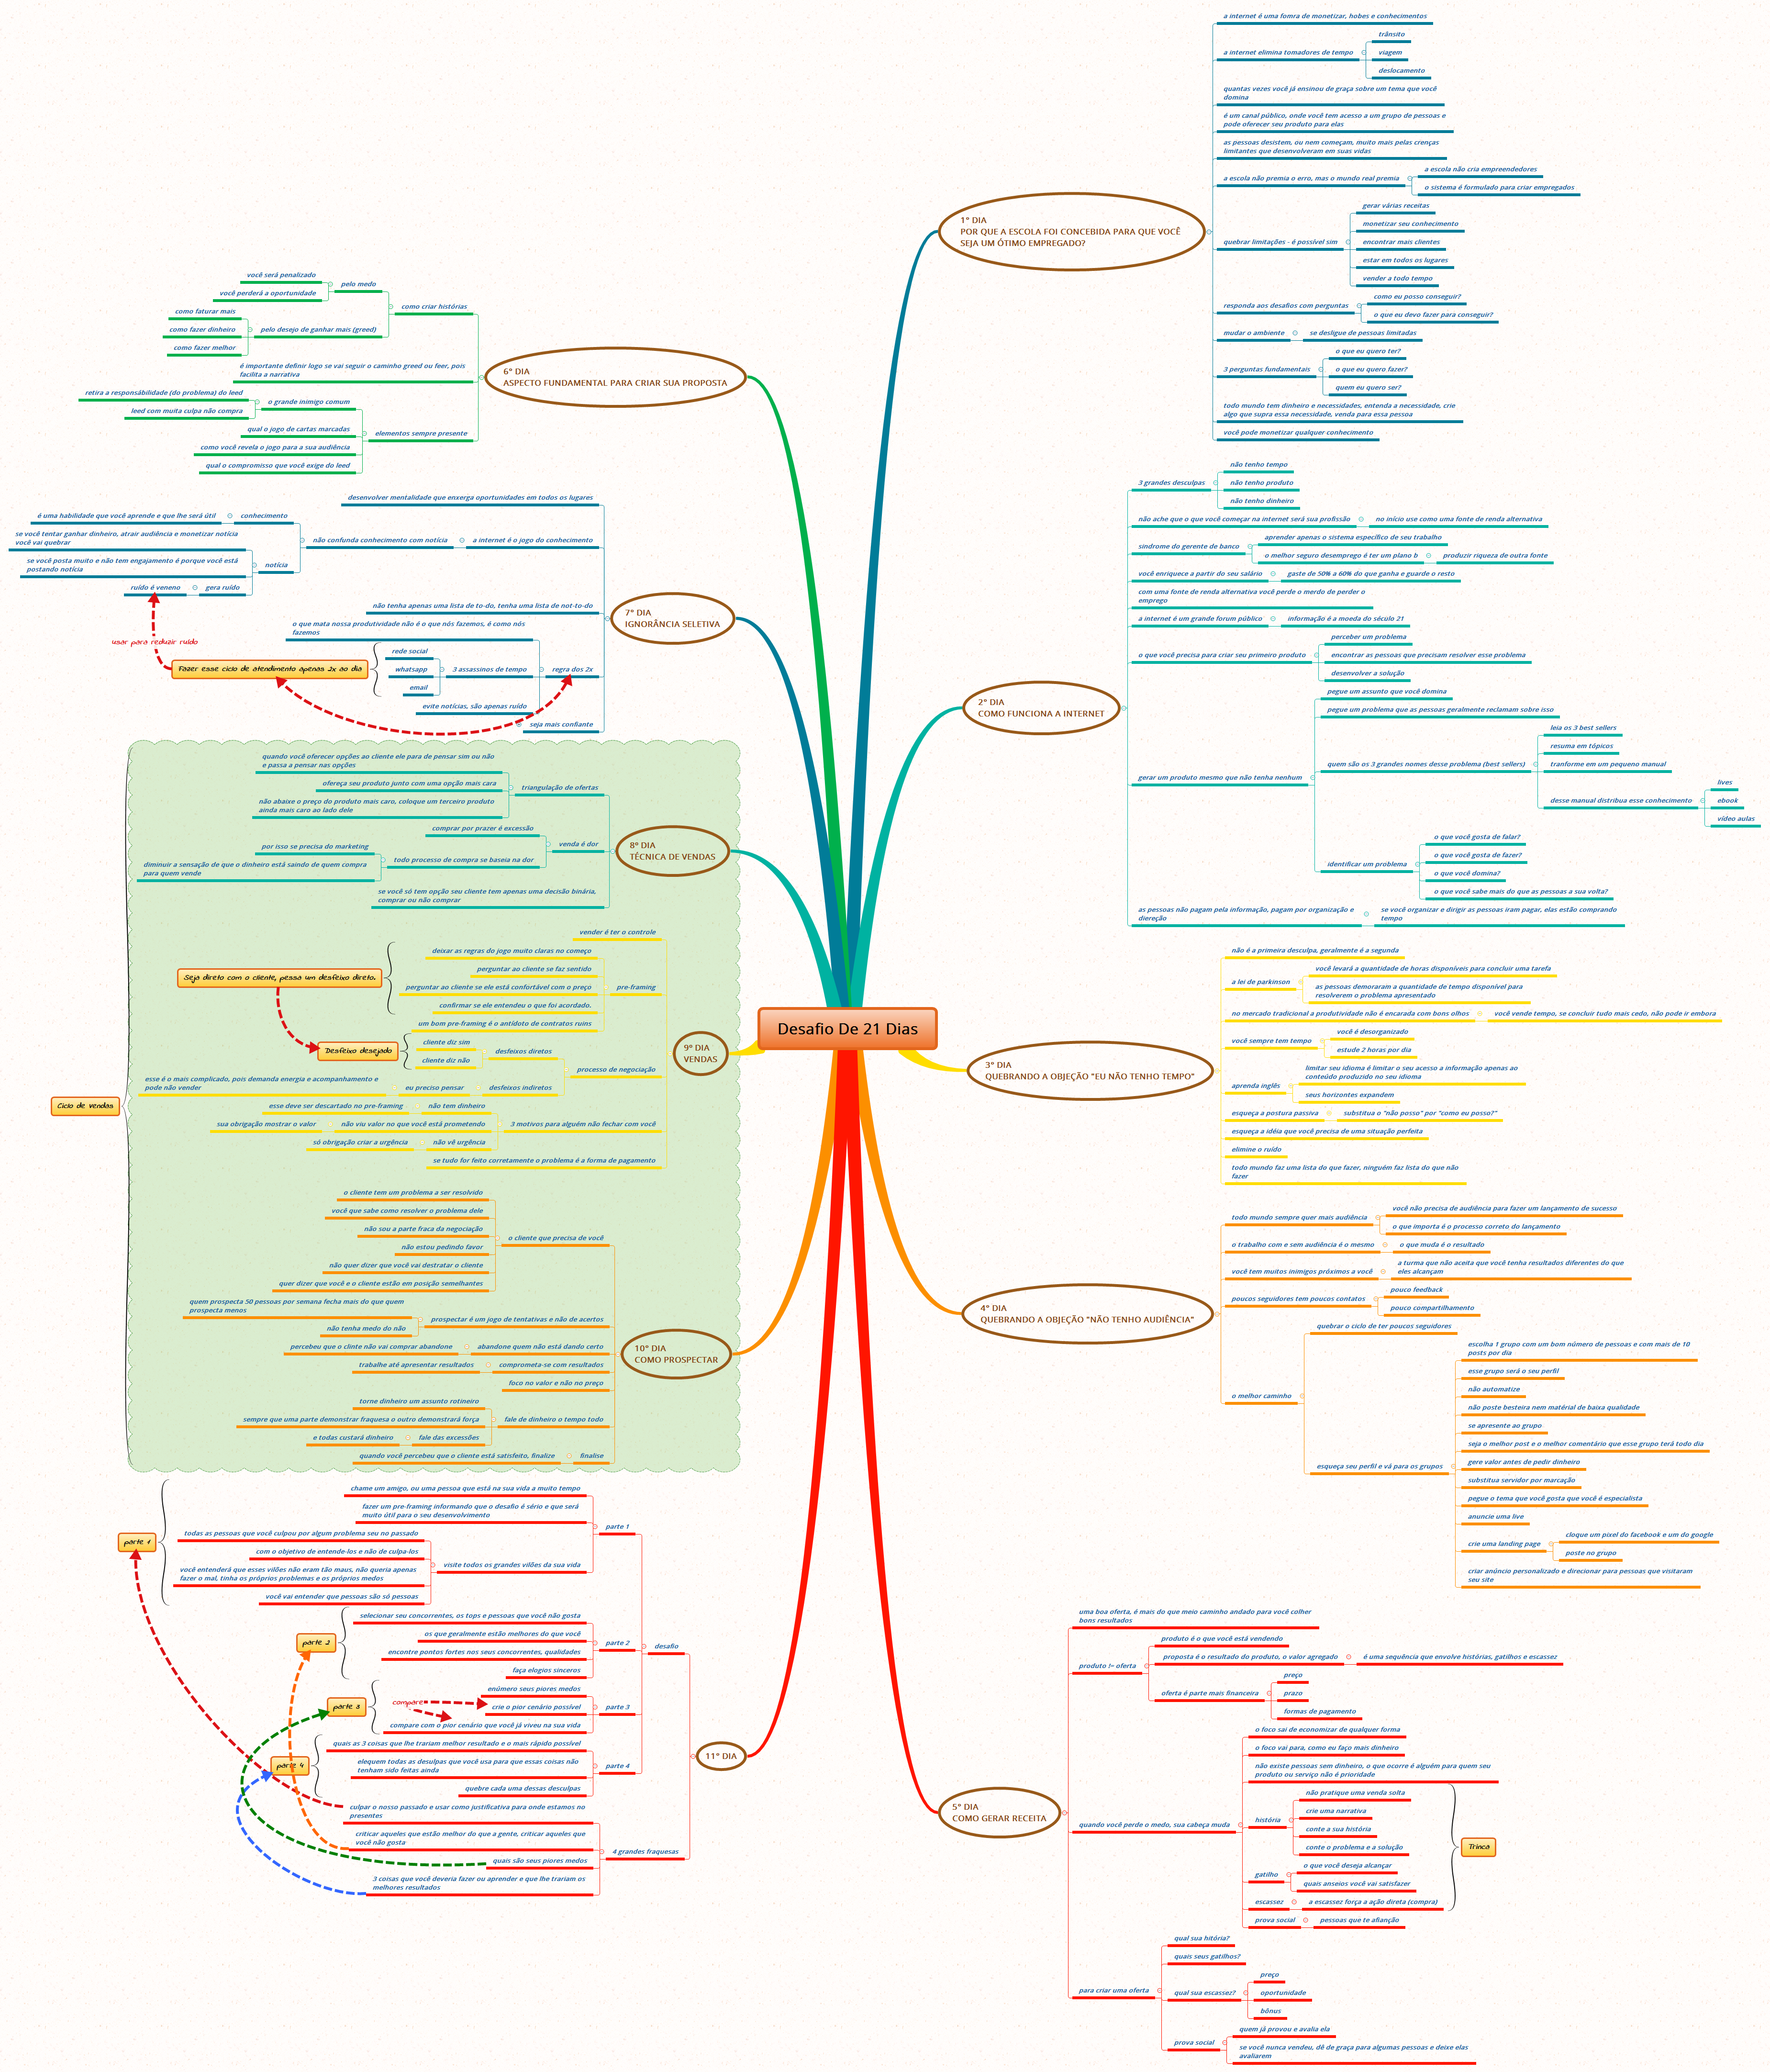 Desafio De 21 Dias
1° DIA
POR QUE A ESCOLA FOI CONCEBIDA PARA QUE VOCÊ
SEJA UM ÓTIMO EMPREGADO?
a internet é uma fomra de monetizar, hobes e conhecimentos
a internet elimina tomadores de tempo
trânsito
viagem
deslocamento
quantas vezes você já ensinou de graça sobre um tema que você
domina
é um canal público, onde você tem acesso a um grupo de pessoas e
pode oferecer seu produto para elas
as pessoas desistem, ou nem começam, muito mais pelas crenças
limitantes que desenvolveram em suas vidas
a escola não premia o erro, mas o mundo real premia
a escola não cria empreendedores
o sistema é formulado para criar empregados
quebrar limitações - é possível sim
gerar várias receitas
monetizar seu conhecimento
encontrar mais clientes
estar em todos os lugares
vender a todo tempo
responda aos desafios com perguntas
como eu posso conseguir?
o que eu devo fazer para conseguir?
mudar o ambiente
se desligue de pessoas limitadas
3 perguntas fundamentais
o que eu quero ter?
o que eu quero fazer?
quem eu quero ser?
todo mundo tem dinheiro e necessidades, entenda a necessidade, crie
algo que supra essa necessidade, venda para essa pessoa
você pode monetizar qualquer conhecimento
2° DIA
COMO FUNCIONA A INTERNET
3 grandes desculpas
não tenho tempo
não tenho produto
não tenho dinheiro
não ache que o que você começar na internet será sua profissão
no início use como uma fonte de renda alternativa
sindrome do gerente de banco
aprender apenas o sistema específico de seu trabalho
o melhor seguro desemprego é ter um plano b
produzir riqueza de outra fonte
você enriquece a partir do seu salário
gaste de 50% a 60% do que ganha e guarde o resto
com uma fonte de renda alternativa você perde o merdo de perder o
emprego
a internet é um grande forum público
informação é a moeda do século 21
o que você precisa para criar seu primeiro produto
perceber um problema
encontrar as pessoas que precisam resolver esse problema
desenvolver a solução
gerar um produto mesmo que não tenha nenhum
pegue um assunto que você domina
pegue um problema que as pessoas geralmente reclamam sobre isso
quem são os 3 grandes nomes desse problema (best sellers)
leia os 3 best sellers
resuma em tópicos
tranforme em um pequeno manual
desse manual distribua esse conhecimento
lives
ebook
vídeo aulas
identificar um problema
o que você gosta de falar?
o que você gosta de fazer?
o que você domina?
o que você sabe mais do que as pessoas a sua volta?
as pessoas não pagam pela informação, pagam por organização e
diereção
se você organizar e dirigir as pessoas iram pagar, elas estão comprando
tempo
3° DIA
QUEBRANDO A OBJEÇÃO "EU NÃO TENHO TEMPO"
não é a primeira desculpa, geralmente é a segunda
a lei de parkinson
você levará a quantidade de horas disponíveis para concluir uma tarefa
as pessoas demoraram a quantidade de tempo disponível para
resolverem o problema apresentado
no mercado tradicional a produtividade não é encarada com bons olhos
você vende tempo, se concluir tudo mais cedo, não pode ir embora
você sempre tem tempo
você é desorganizado
estude 2 horas por dia
aprenda inglês
limitar seu idioma é limitar o seu acesso a informação apenas ao
conteúdo produzido no seu idioma
seus horizontes expandem
esqueça a postura passiva
substitua o "não posso" por "como eu posso?"
esqueça a idéia que você precisa de uma situação perfeita
elimine o ruído
todo mundo faz uma lista do que fazer, ninguém faz lista do que não
fazer
4° DIA
QUEBRANDO A OBJEÇÃO "NÃO TENHO AUDIÊNCIA"
todo mundo sempre quer mais audiência
você não precisa de audiência para fazer um lançamento de sucesso
o que importa é o processo correto do lançamento
o trabalho com e sem audiência é o mesmo
o que muda é o resultado
você tem muitos inimigos próximos a você
a turma que não aceita que você tenha resultados diferentes do que
eles alcançam
poucos seguidores tem poucos contatos
pouco feedback
pouco compartilhamento
o melhor caminho
quebrar o ciclo de ter poucos seguidores
esqueça seu perfil e vá para os grupos
escolha 1 grupo com um bom número de pessoas e com mais de 10
posts por dia
esse grupo será o seu perfil
não automatize
não poste besteira nem matérial de baixa qualidade
se apresente ao grupo
seja o melhor post e o melhor comentário que esse grupo terá todo dia
gere valor antes de pedir dinheiro
substitua servidor por marcação
pegue o tema que você gosta que você é especialista
anuncie uma live
crie uma landing page
cloque um pixel do facebook e um do google
poste no grupo
criar anúncio personalizado e direcionar para pessoas que visitaram
seu site
5° DIA
COMO GERAR RECEITA
uma boa oferta, é mais do que meio caminho andado para você colher
bons resultados
produto != oferta
produto é o que você está vendendo
proposta é o resultado do produto, o valor agregado
é uma sequência que envolve histórias, gatilhos e escassez
oferta é parte mais financeira
preço
prazo
formas de pagamento
quando você perde o medo, sua cabeça muda
o foco sai de economizar de qualquer forma
o foco vai para, como eu faço mais dinheiro
não existe pessoas sem dinheiro, o que ocorre é alguém para quem seu
produto ou serviço não é prioridade
história
não pratique uma venda solta
crie uma narrativa
conte a sua história
conte o problema e a solução
gatilho
o que você deseja alcançar
quais anseios você vai satisfazer
escassez
a escassez força a ação direta (compra)
prova social
pessoas que te afianção
Trinca
para criar uma oferta
qual sua hitória?
quais seus gatilhos?
qual sua escassez?
preço
oportunidade
bônus
prova social
quem já provou e avalia ela
se você nunca vendeu, dê de graça para algumas pessoas e deixe elas
avaliarem
6° DIA
ASPECTO FUNDAMENTAL PARA CRIAR SUA PROPOSTA
como criar histórias
pelo medo
você será penalizado
você perderá a oportunidade
pelo desejo de ganhar mais (greed)
como faturar mais
como fazer dinheiro
como fazer melhor
é importante definir logo se vai seguir o caminho greed ou feer, pois
facilita a narrativa
elementos sempre presente
o grande inimigo comum
retira a responsábilidade (do problema) do leed
leed com muita culpa não compra
qual o jogo de cartas marcadas
como você revela o jogo para a sua audiência
qual o compromisso que você exige do leed
7° DIA
IGNORÂNCIA SELETIVA
desenvolver mentalidade que enxerga oportunidades em todos os lugares
a internet é o jogo do conhecimento
não confunda conhecimento com notícia
conhecimento
é uma habilidade que você aprende e que lhe será útil
notícia
se você tentar ganhar dinheiro, atrair audiência e monetizar notícia
você vai quebrar
se você posta muito e não tem engajamento é porque você está
postando notícia
gera ruído
ruído é veneno
usar para reduzir ruído
não tenha apenas uma lista de to-do, tenha uma lista de not-to-do
regra dos 2x
o que mata nossa produtividade não é o que nós fazemos, é como nós
fazemos
3 assassinos de tempo
rede social
whatsapp
email
Fazer esse ciclo de atendimento apenas 2x ao dia
evite notícias, são apenas ruído
seja mais confiante
Ciclo de vendas
8° DIA
TÉCNICA DE VENDAS
triangulação de ofertas
quando você oferecer opções ao cliente ele para de pensar sim ou não
e passa a pensar nas opções
ofereça seu produto junto com uma opção mais cara
não abaixe o preço do produto mais caro, coloque um terceiro produto
ainda mais caro ao lado dele
venda é dor
comprar por prazer é excessão
todo processo de compra se baseia na dor
por isso se precisa do marketing
diminuir a sensação de que o dinheiro está saindo de quem compra
para quem vende
se você só tem opção seu cliente tem apenas uma decisão binária,
comprar ou não comprar
9° DIA
VENDAS
vender é ter o controle
pre-framing
deixar as regras do jogo muito claras no começo
perguntar ao cliente se faz sentido
perguntar ao cliente se ele está confortável com o preço
confirmar se ele entendeu o que foi acordado.
um bom pre-framing é o antídoto de contratos ruins
Seja direto com o cliente, pessa um desfeixo direto.
Desfeixo desejado
processo de negociação
desfeixos diretos
cliente diz sim
cliente diz não
desfeixos indiretos
eu preciso pensar
esse é o mais complicado, pois demanda energia e acompanhamento e
pode não vender
3 motivos para alguém não fechar com você
não tem dinheiro
esse deve ser descartado no pre-framing
não viu valor no que você está prometendo
sua obrigação mostrar o valor
não vê urgência
só obrigação criar a urgência
se tudo for feito corretamente o problema é a forma de pagamento
10° DIA
COMO PROSPECTAR
o cliente que precisa de você
o cliente tem um problema a ser resolvido
você que sabe como resolver o problema dele
não sou a parte fraca da negociação
não estou pedindo favor
não quer dizer que você vai destratar o cliente
quer dizer que você e o cliente estão em posição semelhantes
prospectar é um jogo de tentativas e não de acertos
quem prospecta 50 pessoas por semana fecha mais do que quem
prospecta menos
não tenha medo do não
abandone quem não está dando certo
percebeu que o clinte não vai comprar abandone
comprometa-se com resultados
trabalhe até apresentar resultados
foco no valor e não no preço
fale de dinheiro o tempo todo
torne dinheiro um assunto rotineiro
sempre que uma parte demonstrar fraquesa o outro demonstrará força
fale das excessões
e todas custará dinheiro
finalise
quando você percebeu que o cliente está satisfeito, finalize
11° DIA
desafio
parte 1
chame um amigo, ou uma pessoa que está na sua vida a muito tempo
fazer um pre-framing informando que o desafio é sério e que será
muito útil para o seu desenvolvimento
visite todos os grandes vilões da sua vida
todas as pessoas que você culpou por algum problema seu no passado
com o objetivo de entende-los e não de culpa-los
você entenderá que esses vilões não eram tão maus, não queria apenas
fazer o mal, tinha os próprios problemas e os próprios medos
você vai entender que pessoas são só pessoas
parte 1
parte 2
selecionar seu concorrentes, os tops e pessoas que você não gosta
os que geralmente estão melhores do que você
encontre pontos fortes nos seus concorrentes, qualidades
faça elogios sinceros
parte 2
parte 3
enúmero seus piores medos
crie o pior cenário possível
compare com o pior cenário que você já viveu na sua vida
compare
parte 3
parte 4
quais as 3 coisas que lhe trariam melhor resultado e o mais rápido possível
elequem todas as desulpas que você usa para que essas coisas não
tenham sido feitas ainda
quebre cada uma dessas desculpas
parte 4
4 grandes fraquesas
culpar o nosso passado e usar como justificativa para onde estamos no
presentes
criticar aqueles que estão melhor do que a gente, criticar aqueles que
você não gosta
quais são seus piores medos
3 coisas que você deveria fazer ou aprender e que lhe trariam os
melhores resultados